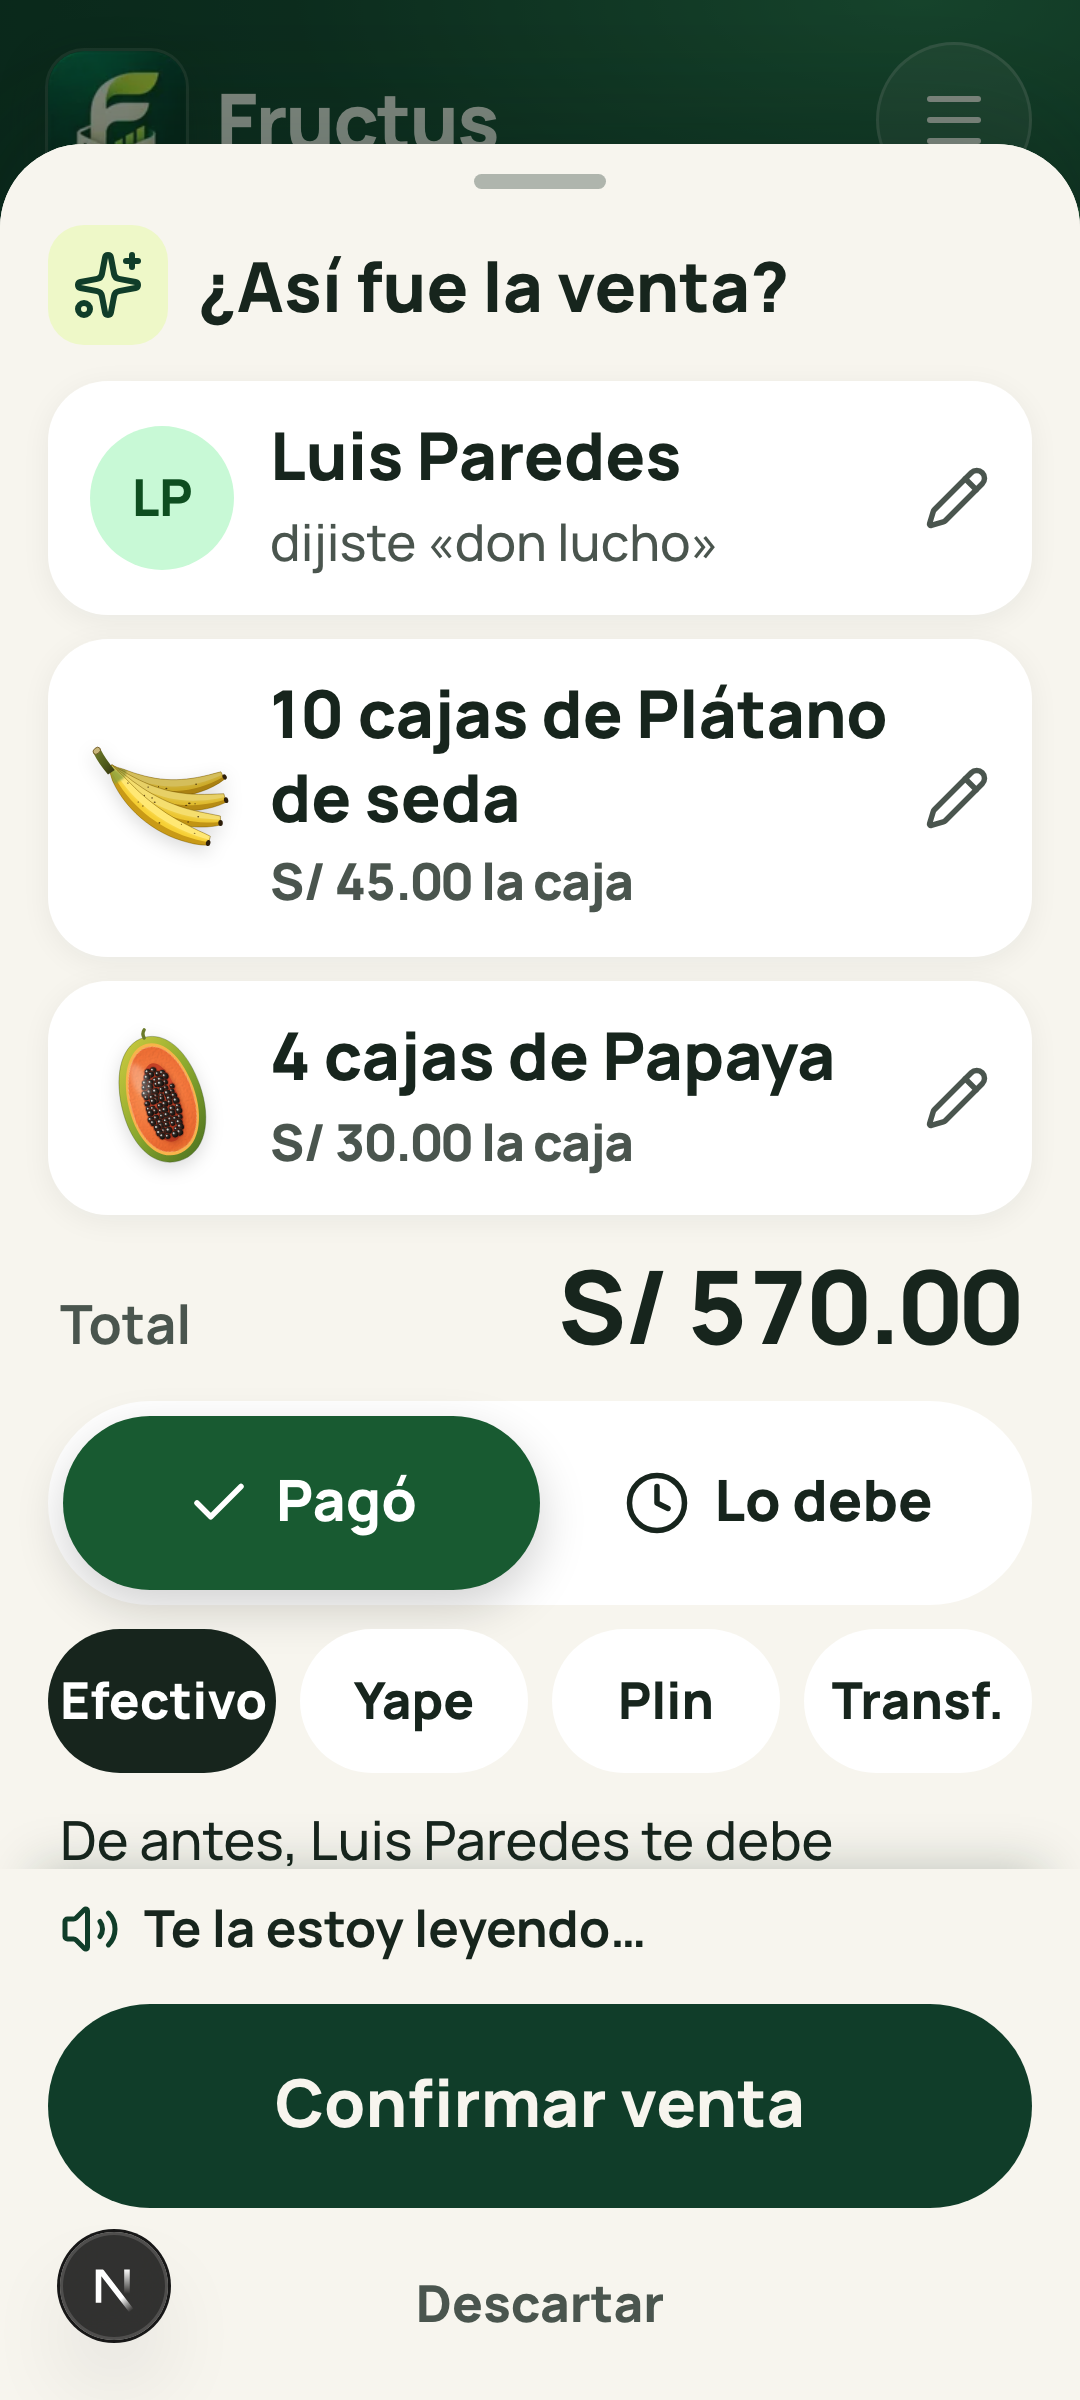 Fructus
¿Así fue la venta?
LP
Luis Paredes
dijiste «don lucho»
10 cajas de Plátano
de seda
S/ 45.00 la caja
4 cajas de Papaya
S/ 30.00 la caja
Total
S/ 570.00
Pagó
Lo debe
Efectivo
Yape
Plin
Transf.
De antes, Luis Paredes te debe
Te la estoy leyendo...
Confirmar venta
N
Descartar